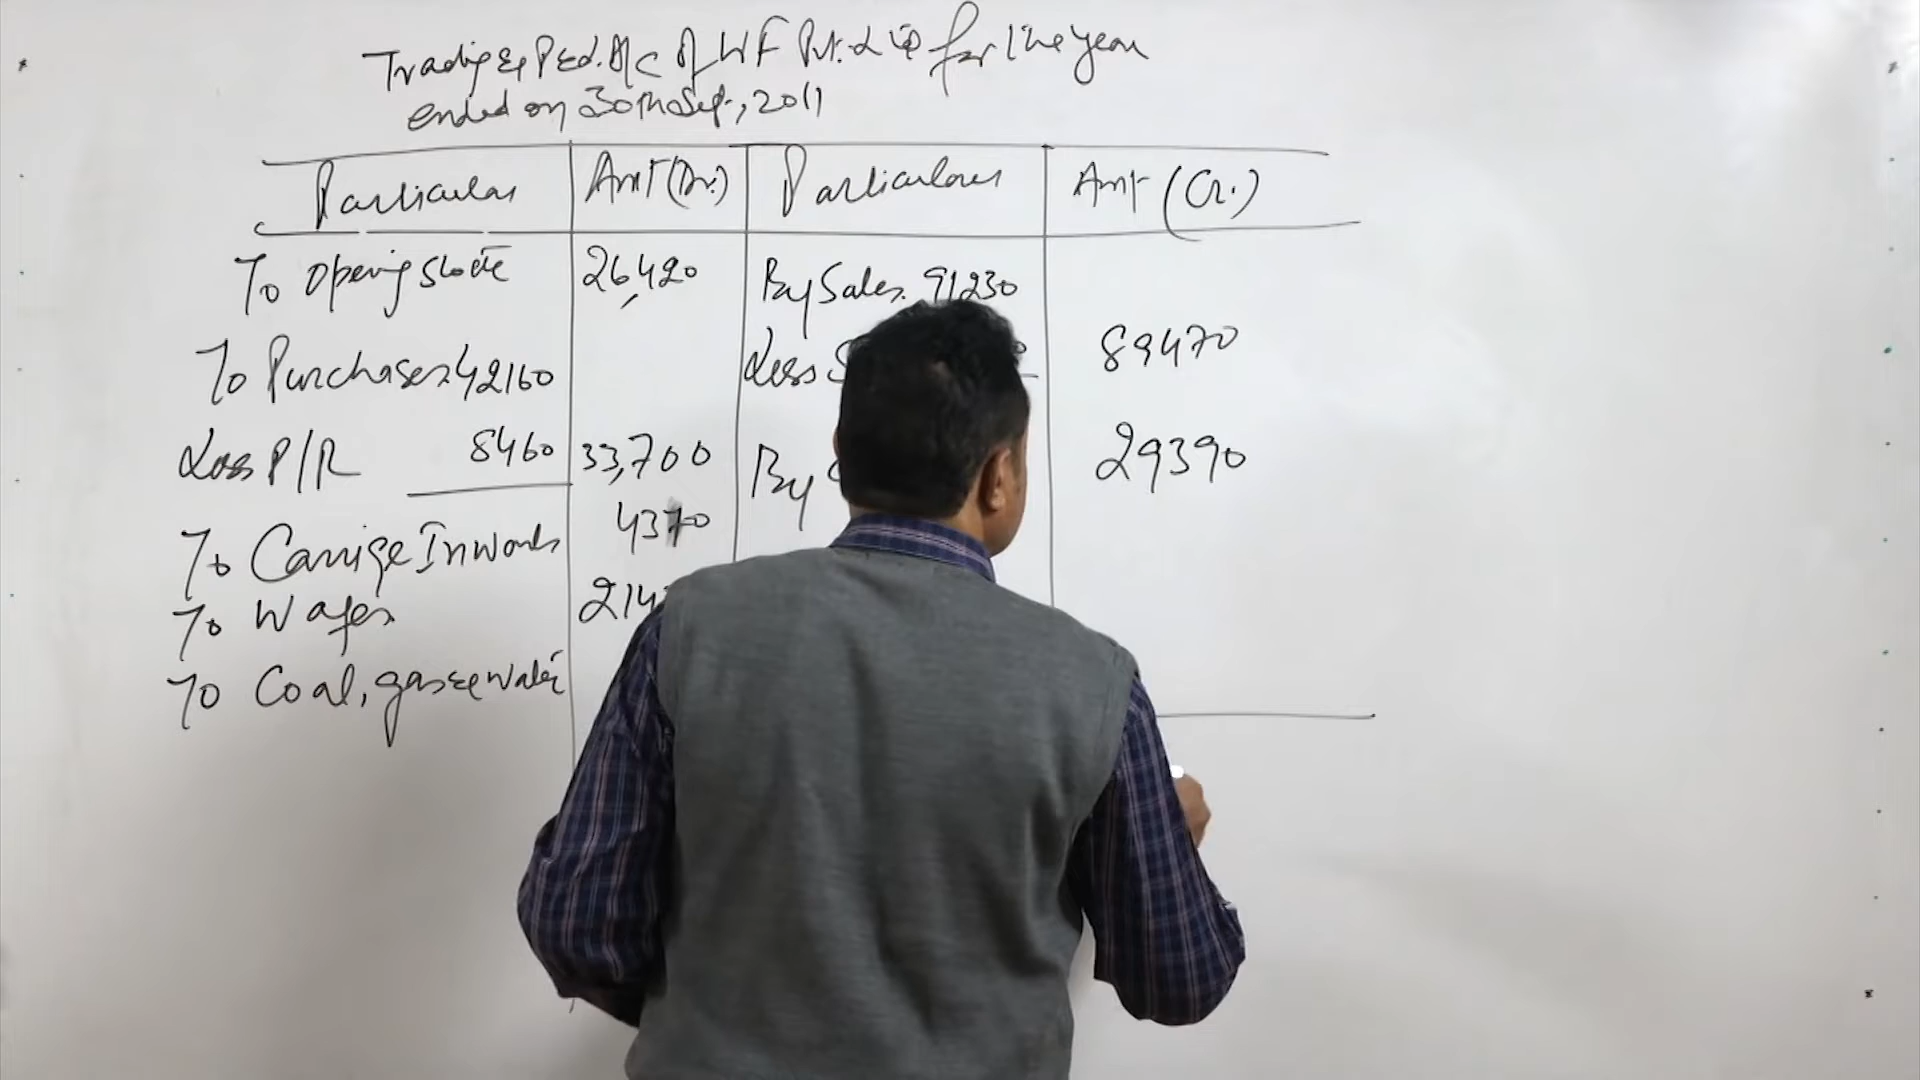 Trading & P&L A/C of WF Pvt. Ltd for the year
ended on 30th Sep., 2011
Particulars Amt (Dr.) Particulars Amt (Cr.)
To Opening Stock 26,420 By Sales 91230
Less 89470
To Purchases 42160
Less P/R 8460 33,700 By 29390
To Carrige Inwards 4370
To Wages 214
To Coal, gas & water